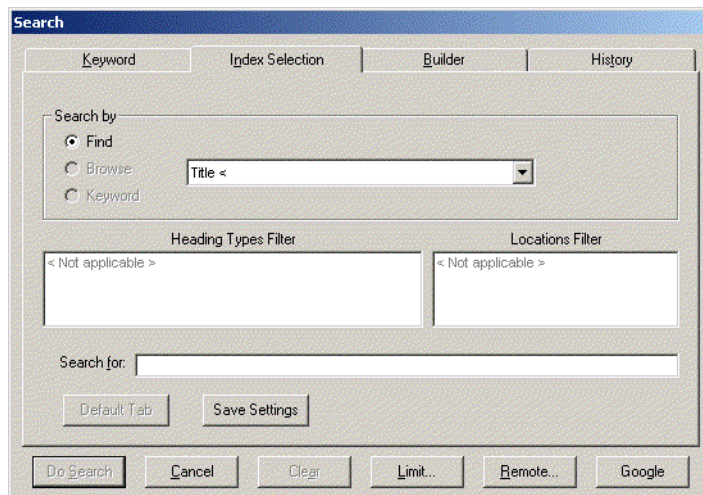 Search
Keyword Index Selection Builder History
Search by
Find
Browse
Title <
Keyword
Heading Types Filter Locations Filter
< Not applicable > < Not applicable >
Search for:
Default Tab Save Settings
Do Search Cancel Clear Limit... Remote... Google